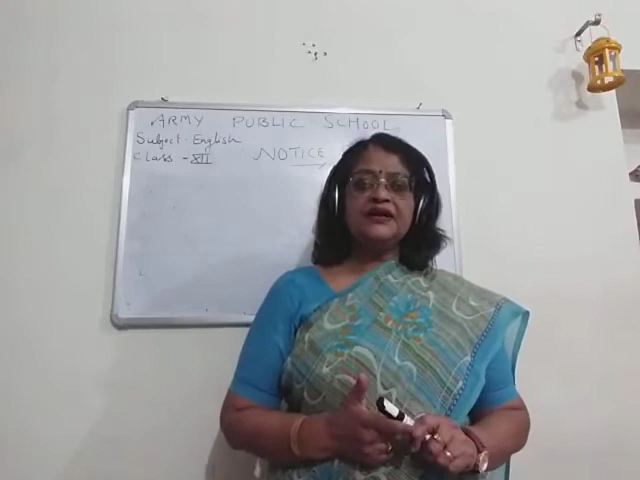 ARMY PUBLIC SCHOOL
Subject - English
Class - XII NOTICE